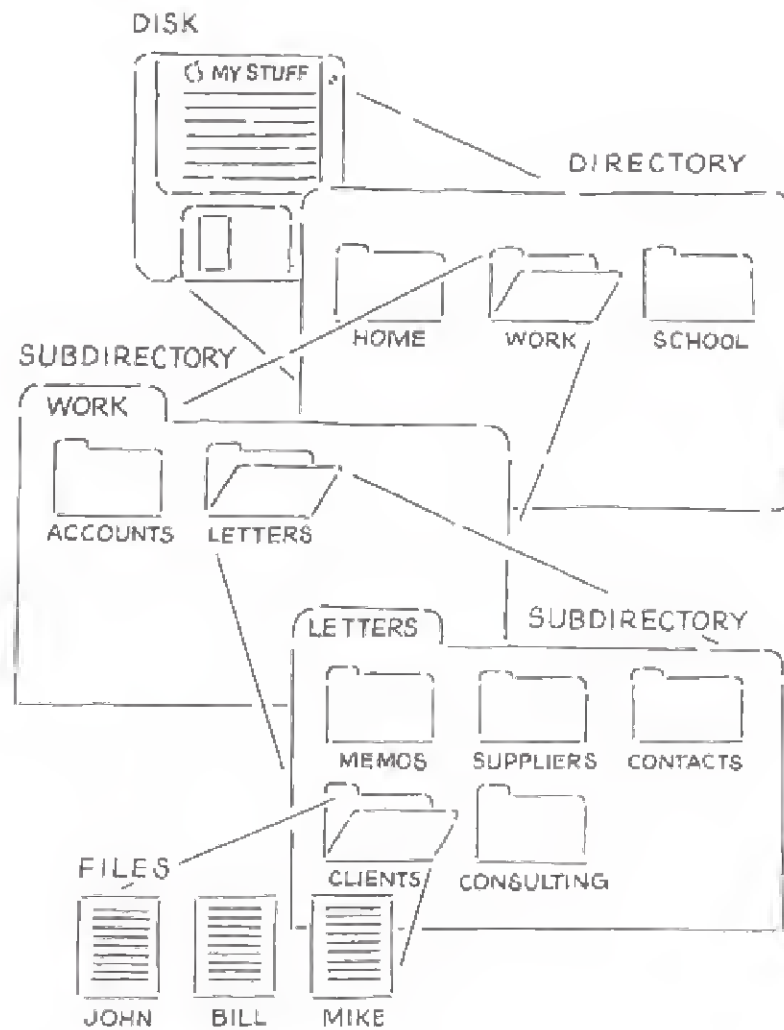 DISK
MY STUFF
DIRECTORY
HOME WORK SCHOOL
SUBDIRECTORY
WORK
ACCOUNTS LETTERS
SUBDIRECTORY
LETTERS
MEMOS SUPPLIERS CONTACTS
CLIENTS CONSULTING
FILES
JOHN BILL MIKE